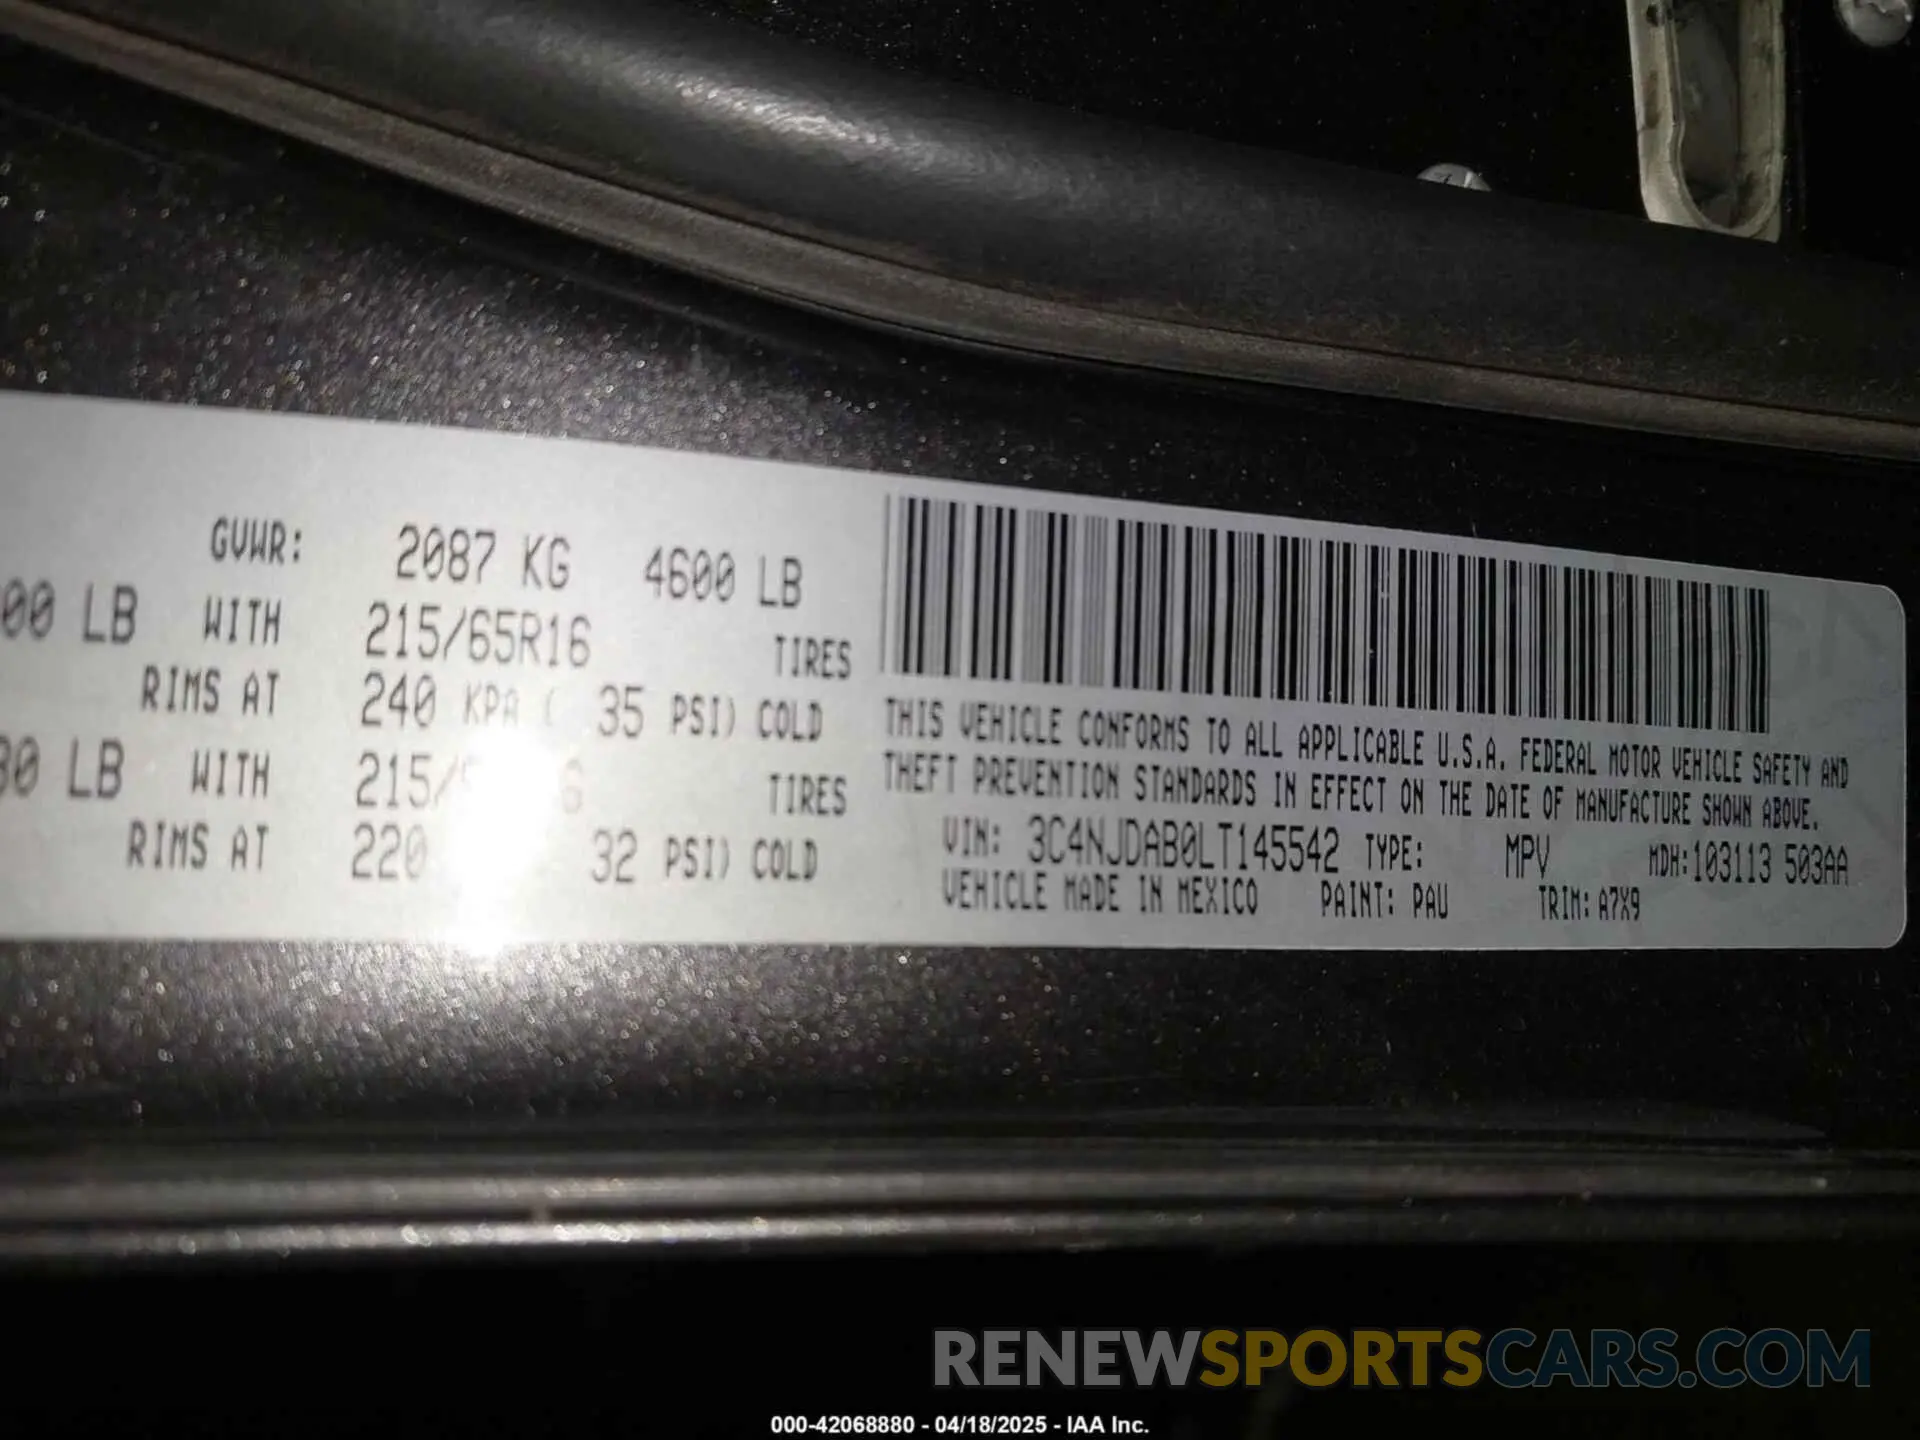 GVWR: 2087 KG 4600 LB
00 LB WITH 215/65R16 TIRES
RIMS AT 240 KPA ( 35 PSI) COLD
30 LB WITH 215/ 6 TIRES
RIMS AT 220 32 PSI) COLD
THIS VEHICLE CONFORMS TO ALL APPLICABLE U.S.A. FEDERAL MOTOR VEHICLE SAFETY AND
THEFT PREVENTION STANDARDS IN EFFECT ON THE DATE OF MANUFACTURE SHOWN ABOVE.
VIN: 3C4NJDAB0LT145542 TYPE: MPV MDH:103113 503AA
VEHICLE MADE IN MEXICO PAINT: PAU TRIM: A7X9
RENEWSPORTSCARS.COM
000-42068880 - 04/18/2025 - IAA Inc.